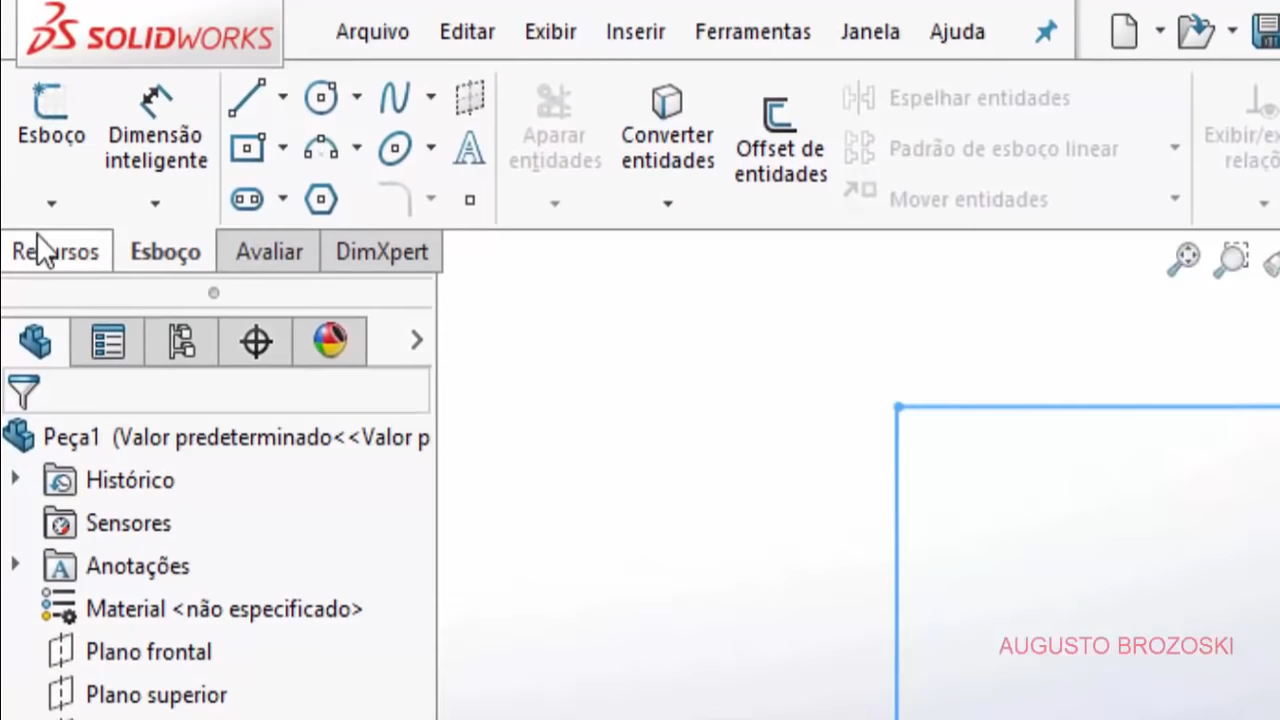 SOLIDWORKS
Arquivo Editar Exibir Inserir Ferramentas Janela Ajuda
Esboço
Dimensão
inteligente
Aparar
entidades
Converter
entidades
Offset de
entidades
Espelhar entidades
Padrão de esboço linear
Mover entidades
Esboço Avaliar DimXpert
Peça1 (Valor predeterminado<<Valor p
Histórico
Sensores
Anotações
Material <não especificado>
Plano frontal
Plano superior
AUGUSTO BROZOSKI